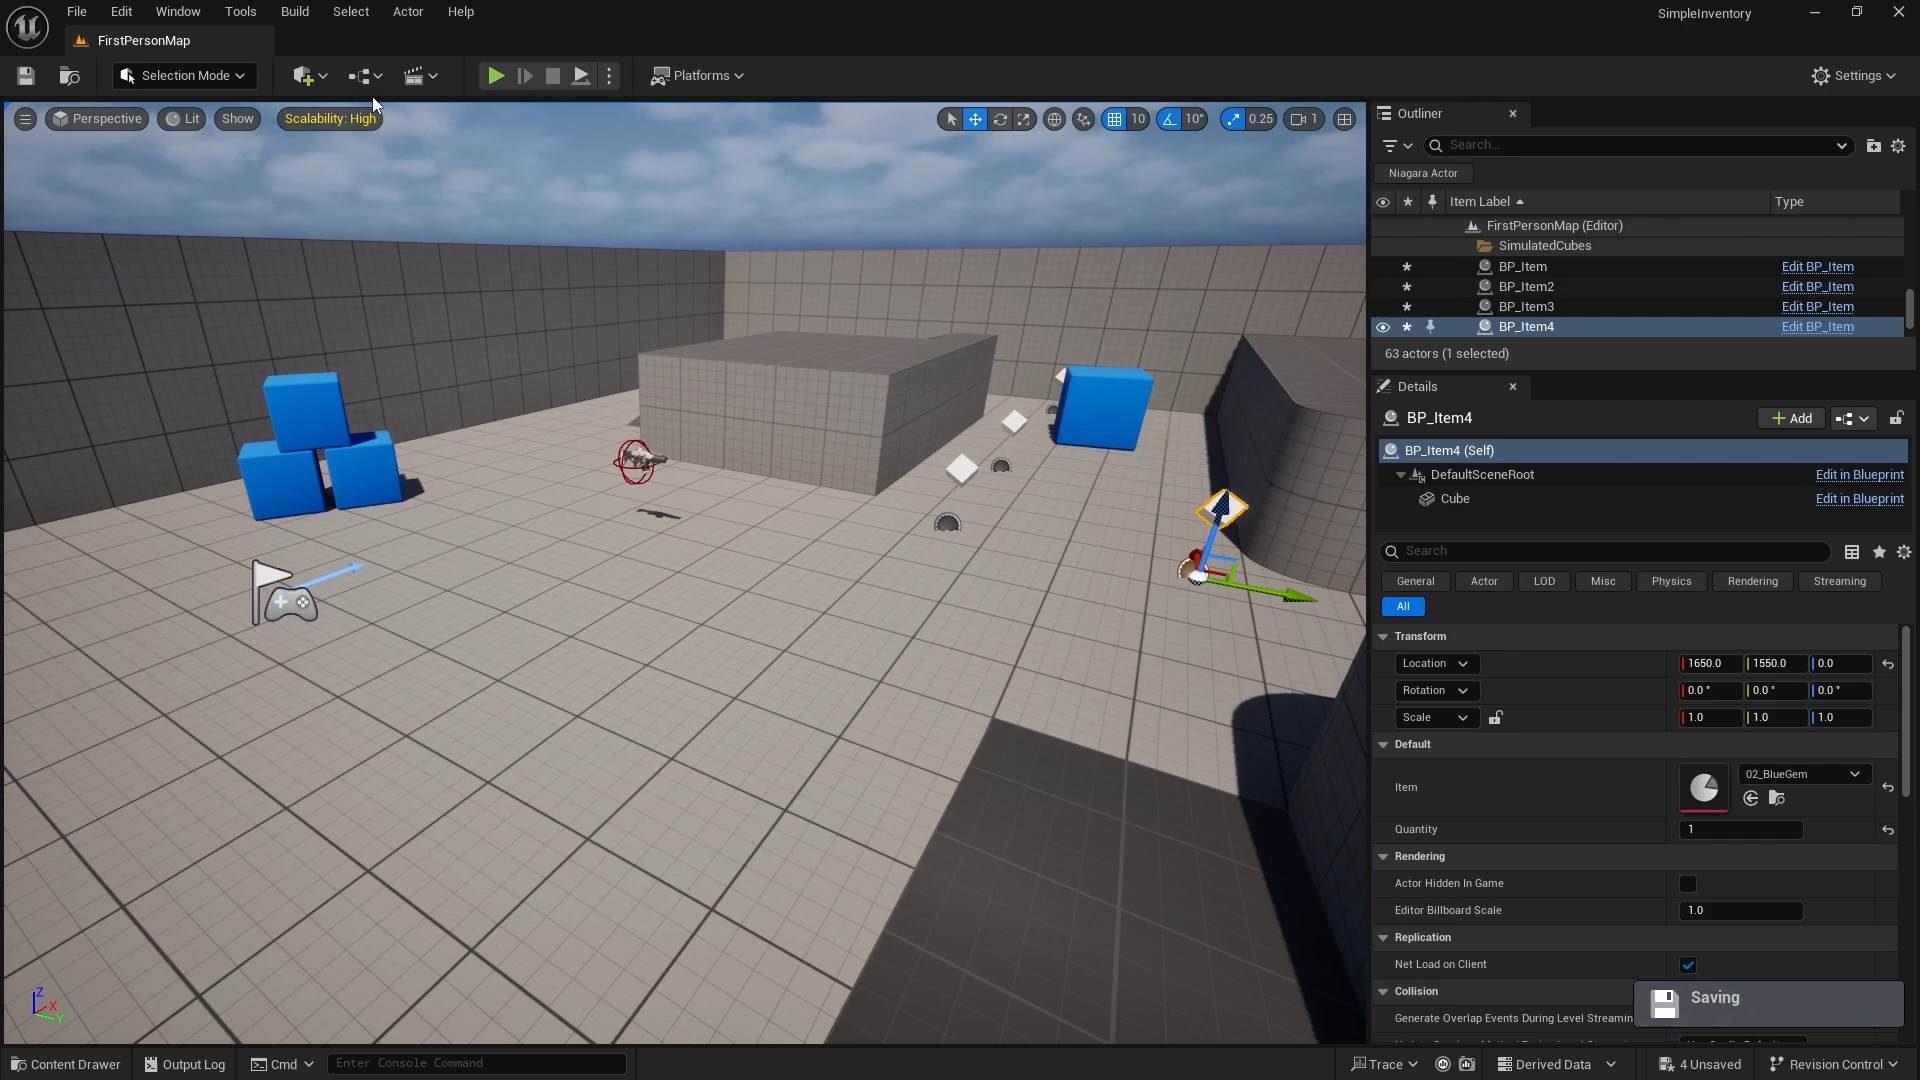 File Edit Window Tools Build Select Actor Help
SimpleInventory
FirstPersonMap
Selection Mode
Platforms
Settings
Perspective Lit Show Scalability: High
10 10° 0.25 1
Outliner
Search...
Niagara Actor
Item Label Type
FirstPersonMap (Editor)
SimulatedCubes
BP_Item Edit BP_Item
BP_Item2 Edit BP_Item
BP_Item3 Edit BP_Item
BP_Item4 Edit BP_Item
63 actors (1 selected)
Details
BP_Item4 Add
BP_Item4 (Self)
DefaultSceneRoot Edit in Blueprint
Cube Edit in Blueprint
Search
General Actor LOD Misc Physics Rendering Streaming
All
Transform
Location 1650.0 1550.0 0.0
Rotation 0.0 ° 0.0 ° 0.0 °
Scale 1.0 1.0 1.0
Default
Item 02_BlueGem
Quantity 1
Rendering
Actor Hidden In Game
Editor Billboard Scale 1.0
Replication
Net Load on Client
Collision
Saving
Generate Overlap Events During Level Streamin
Z X Y
Content Drawer Output Log Cmd Enter Console Command Trace Derived Data 4 Unsaved Revision Control